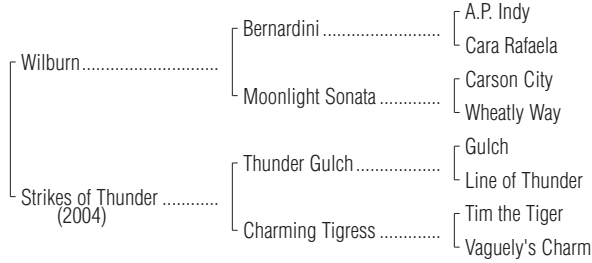 A.P. Indy
Bernardini ........................
Cara Rafaela
Wilburn.............................
Carson City
Moonlight Sonata .............
Wheatly Way
Gulch
Thunder Gulch..................
Line of Thunder
Strikes of Thunder ............
(2004)
Tim the Tiger
Charming Tigress .............
Vaguely's Charm